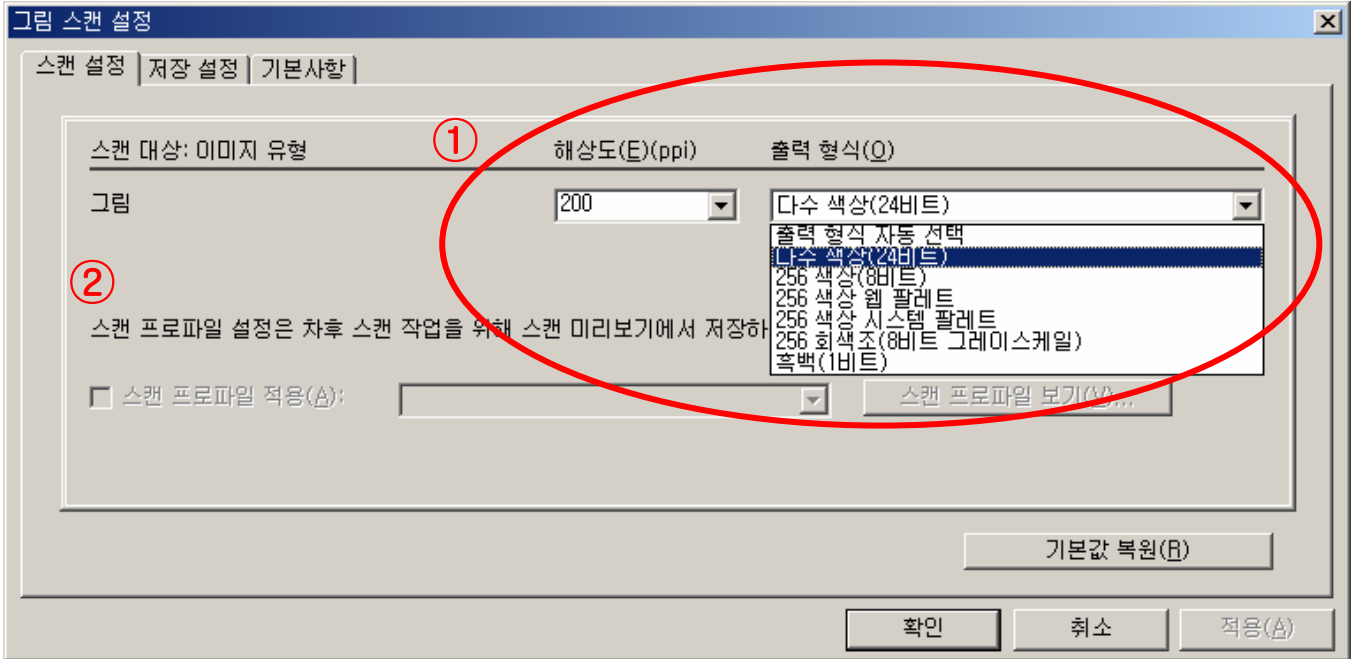 그림 스캔 설정
스캔 설정 저장 설정 기본사항
①
스캔 대상: 이미지 유형 해상도(E)(ppi) 출력 형식(O)
그림 200 다수 색상(24비트)
출력 형식 자동 선택
다수 색상(24비트)
256 색상(8비트)
256 색상 웹 팔레트
256 색상 시스템 팔레트
256 회색조(8비트 그레이스케일)
흑백(1비트)
②
스캔 프로파일 설정은 차후 스캔 작업을 위해 스캔 미리보기에서 저장하
스캔 프로파일 적용(A): 스캔 프로파일 보기(V)...
기본값 복원(R)
확인 취소 적용(A)